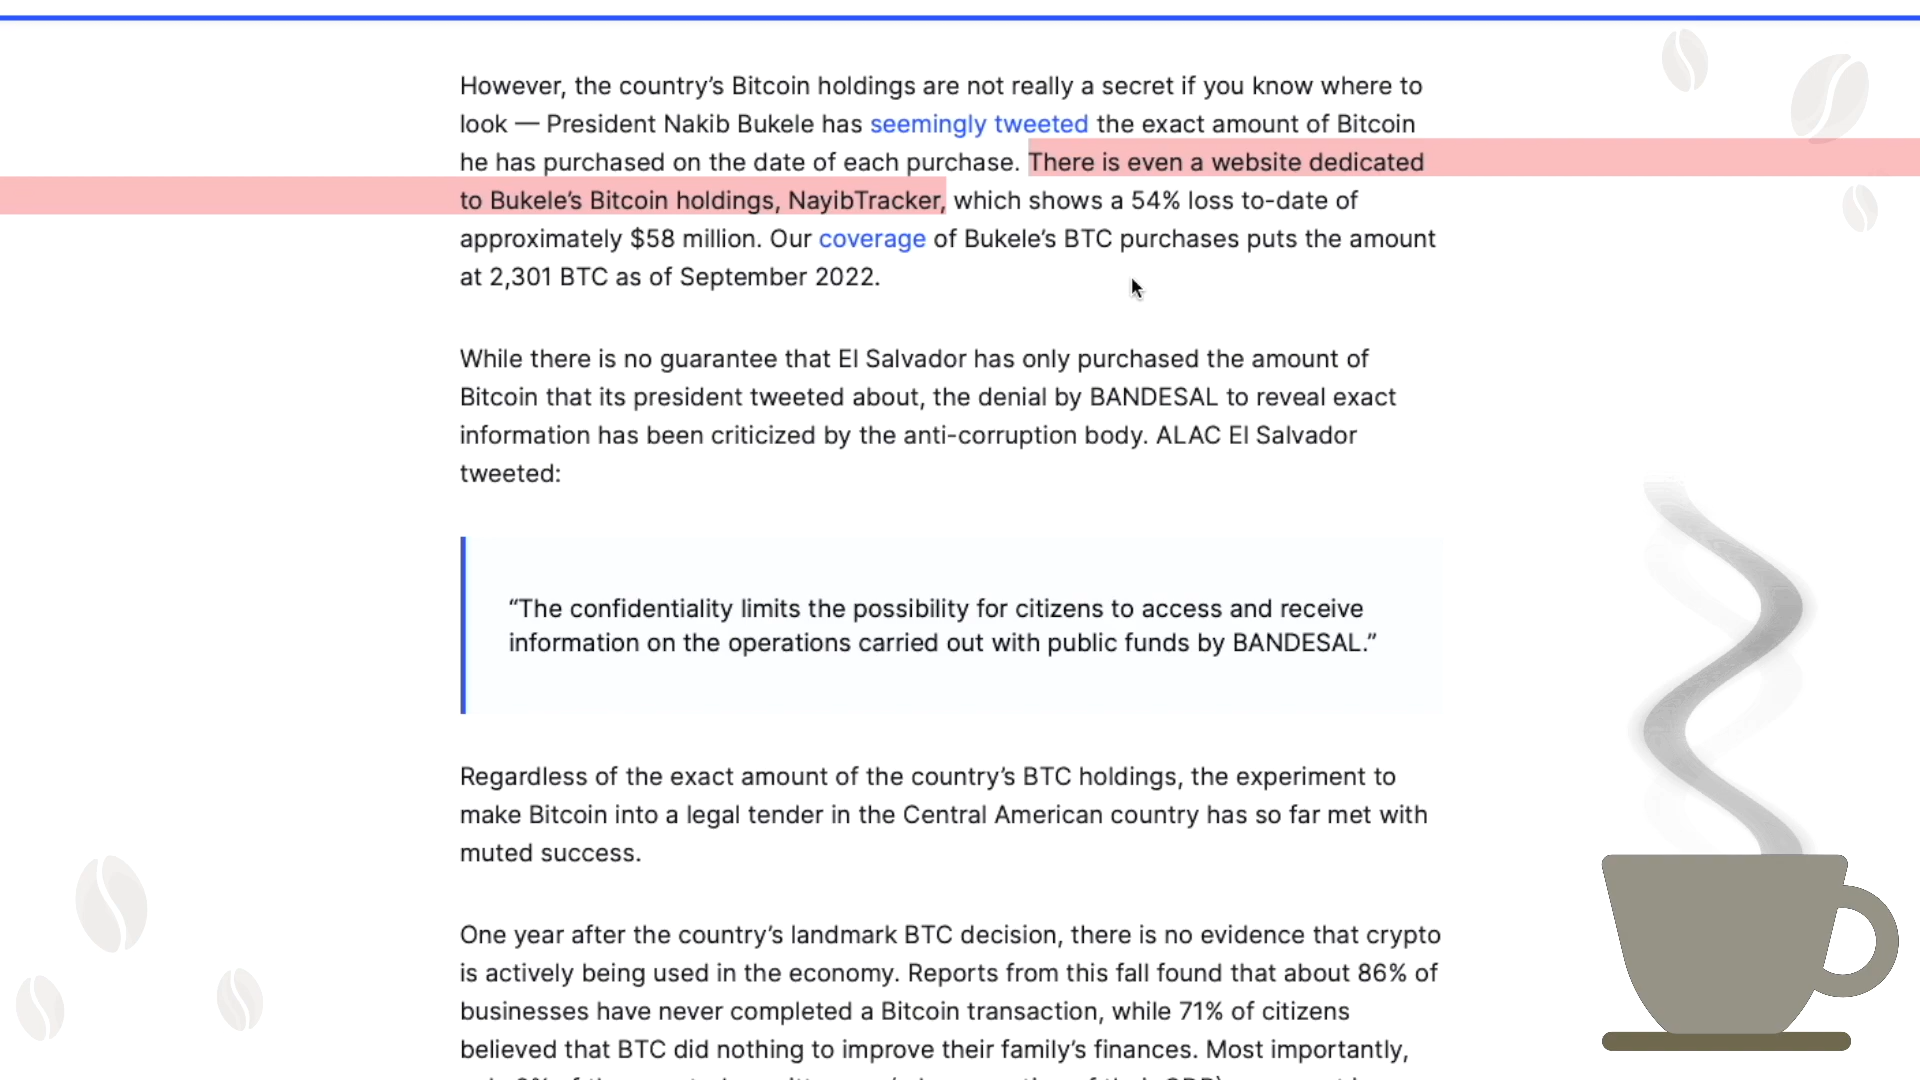 However, the country’s Bitcoin holdings are not really a secret if you know where to
look — President Nakib Bukele has seemingly tweeted the exact amount of Bitcoin
he has purchased on the date of each purchase. There is even a website dedicated
to Bukele’s Bitcoin holdings, NayibTracker, which shows a 54% loss to-date of
approximately $58 million. Our coverage of Bukele’s BTC purchases puts the amount
at 2,301 BTC as of September 2022.
While there is no guarantee that El Salvador has only purchased the amount of
Bitcoin that its president tweeted about, the denial by BANDESAL to reveal exact
information has been criticized by the anti-corruption body. ALAC El Salvador
tweeted:
“The confidentiality limits the possibility for citizens to access and receive
information on the operations carried out with public funds by BANDESAL.”
Regardless of the exact amount of the country’s BTC holdings, the experiment to
make Bitcoin into a legal tender in the Central American country has so far met with
muted success.
One year after the country’s landmark BTC decision, there is no evidence that crypto
is actively being used in the economy. Reports from this fall found that about 86% of
businesses have never completed a Bitcoin transaction, while 71% of citizens
believed that BTC did nothing to improve their family’s finances. Most importantly,